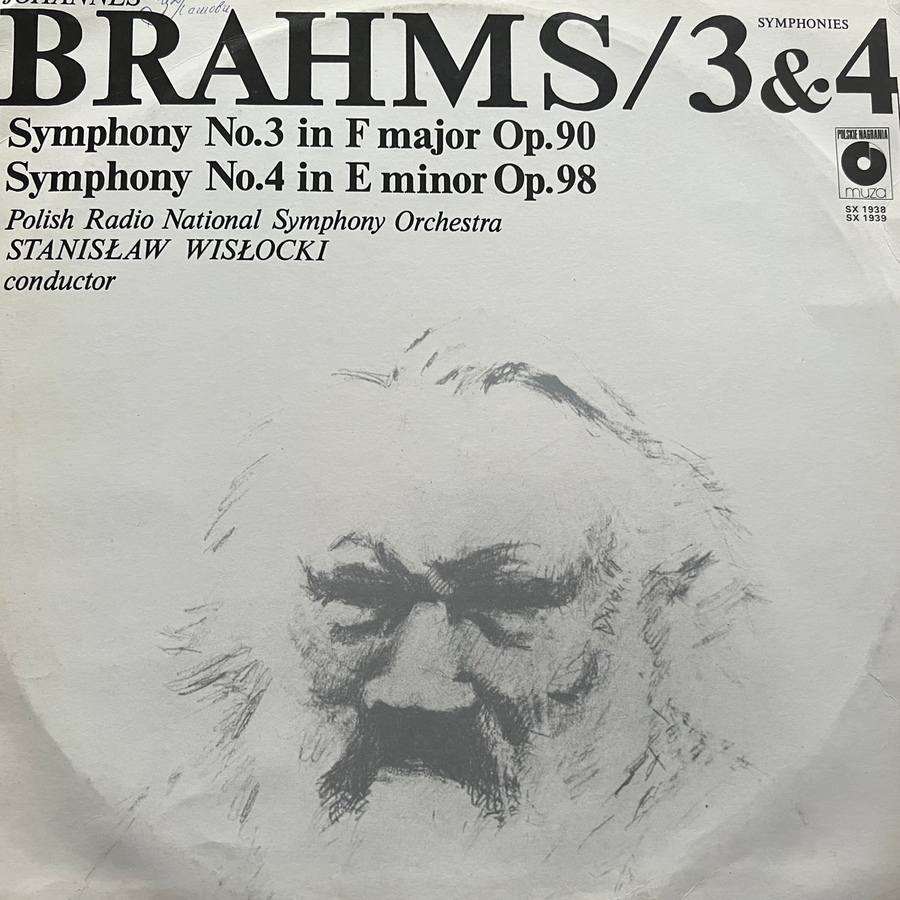 JOHANNES
BRAHMS/3&4
SYMPHONIES
Symphony No.3 in F major Op.90
Symphony No.4 in E minor Op.98
Polish Radio National Symphony Orchestra
STANISŁAW WISŁOCKI
conductor
POLSKIE NAGRANIA
muza
SX 1938
SX 1939